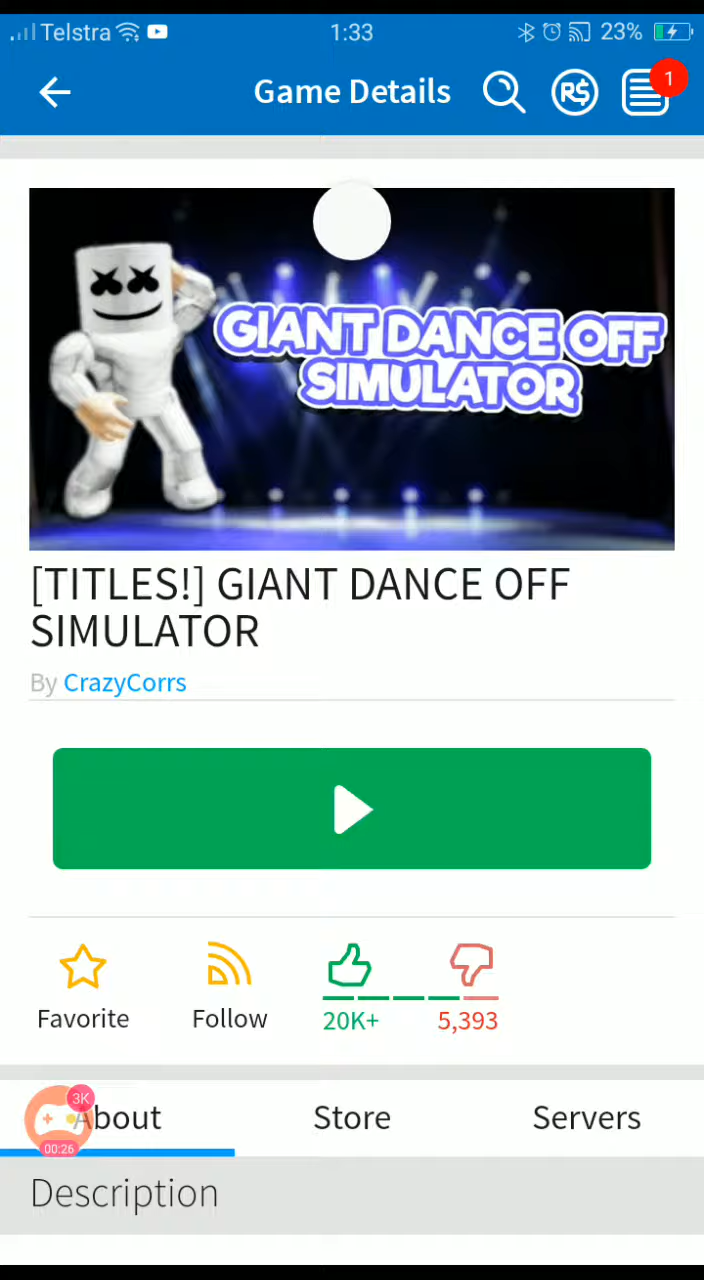 Telstra 1:33 23%
Game Details R$ 1
GIANT DANCE OFF
SIMULATOR
[TITLES!] GIANT DANCE OFF
SIMULATOR
By CrazyCorrs
Favorite Follow 20K+ 5,393
3K
About Store Servers
00:26
Description